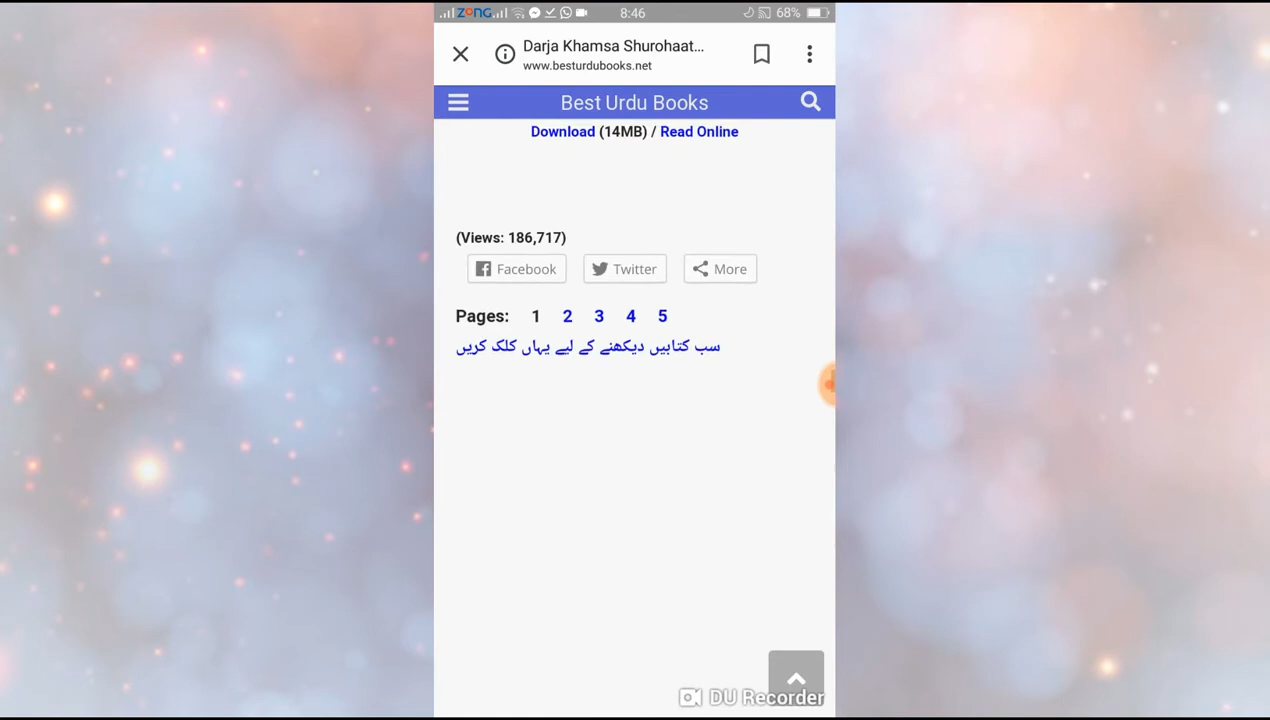 ZONG 8:46 68%
Darja Khamsa Shurohaat...
www.besturdubooks.net
Best Urdu Books
Download (14MB) / Read Online
(Views: 186,717)
Facebook Twitter More
Pages: 1 2 3 4 5
سب کتابیں دیکھنے کے لیے یہاں کلک کریں
DU Recorder